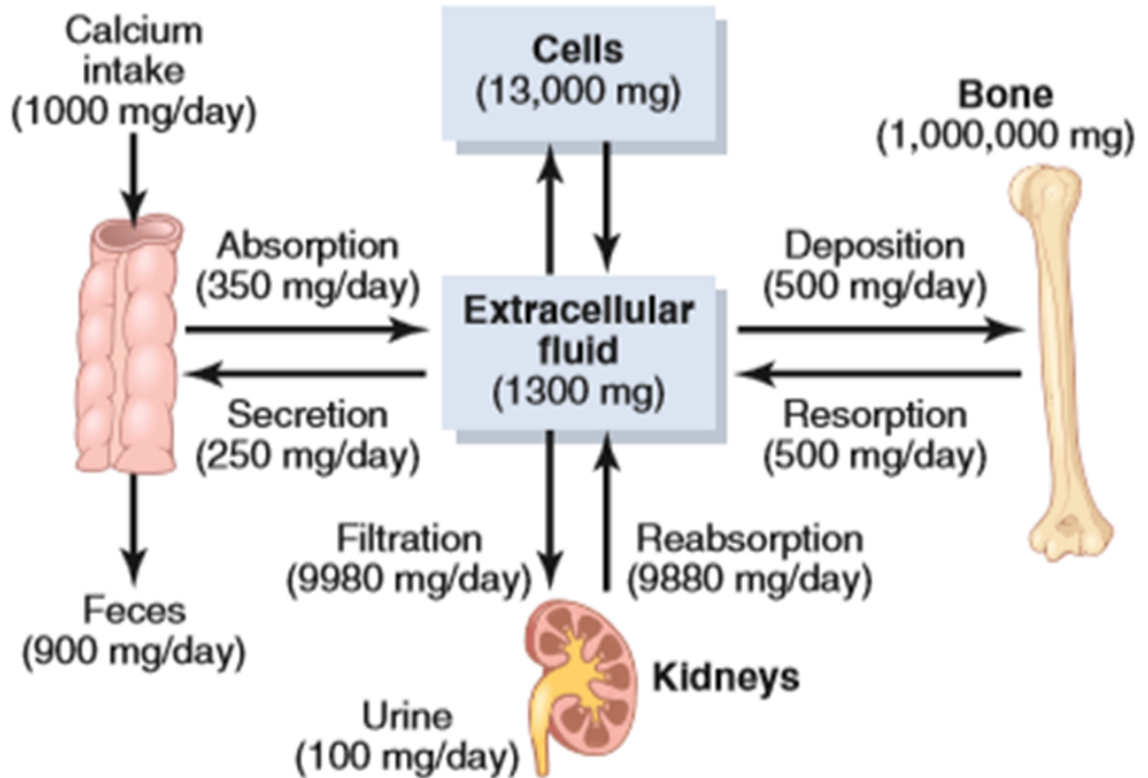 Calcium
intake
(1000 mg/day)
Cells
(13,000 mg)
Bone
(1,000,000 mg)
Absorption
(350 mg/day)
Extracellular
fluid
(1300 mg)
Deposition
(500 mg/day)
Secretion
(250 mg/day)
Resorption
(500 mg/day)
Filtration
(9980 mg/day)
Reabsorption
(9880 mg/day)
Feces
(900 mg/day)
Kidneys
Urine
(100 mg/day)